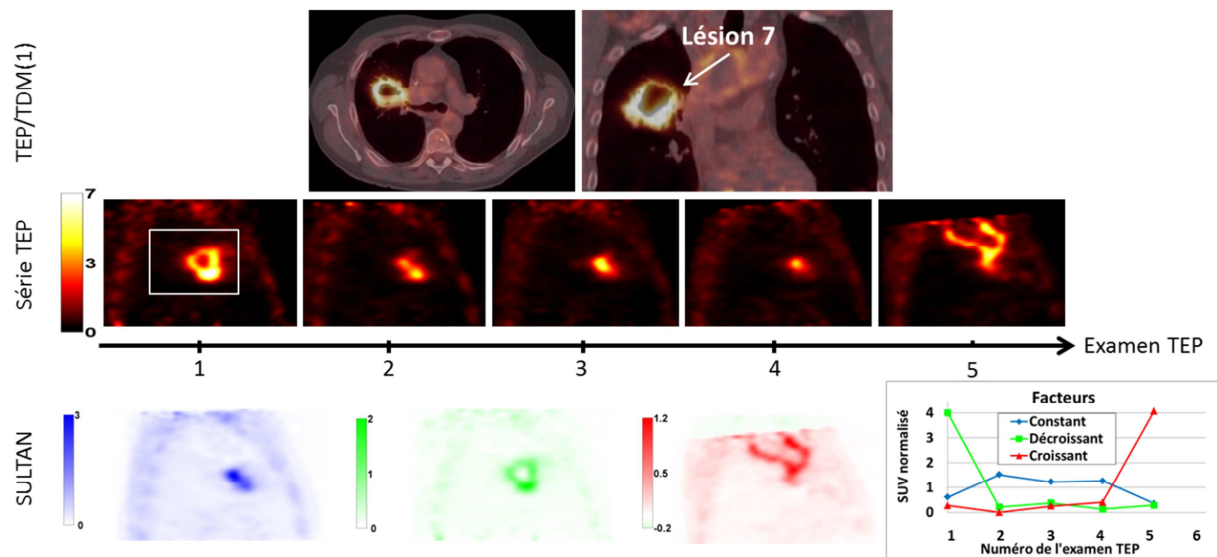 TEP/TDM(1)
Lésion 7
Série TEP
7
3
0
1
2
3
4
5
Examen TEP
SULTAN
3
0
2
1
0
1.2
0.5
-0.2
Facteurs
Constant
Décroissant
Croissant
SUV normalisé
4
3
2
1
0
1
2
3
4
5
6
Numéro de l'examen TEP